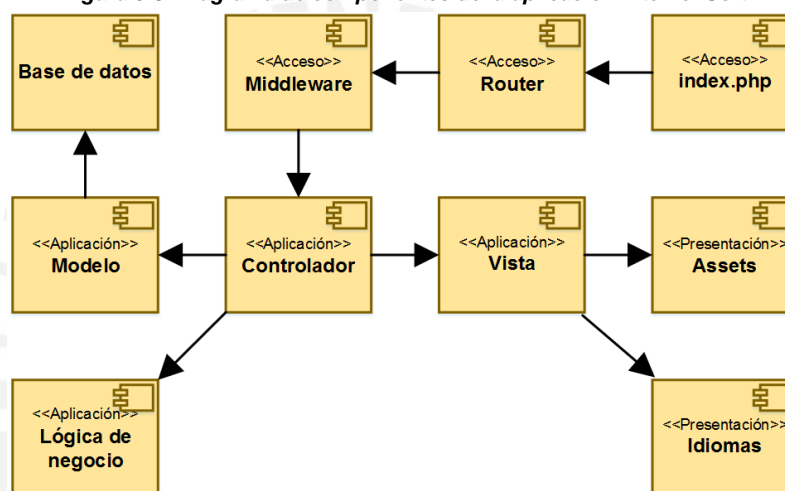 Base de datos
<<Acceso>>
Middleware
<<Acceso>>
Router
<<Acceso>>
index.php
<<Aplicación>>
Modelo
<<Aplicación>>
Controlador
<<Aplicación>>
Vista
<<Presentación>>
Assets
<<Aplicación>>
Lógica de
negocio
<<Presentación>>
Idiomas